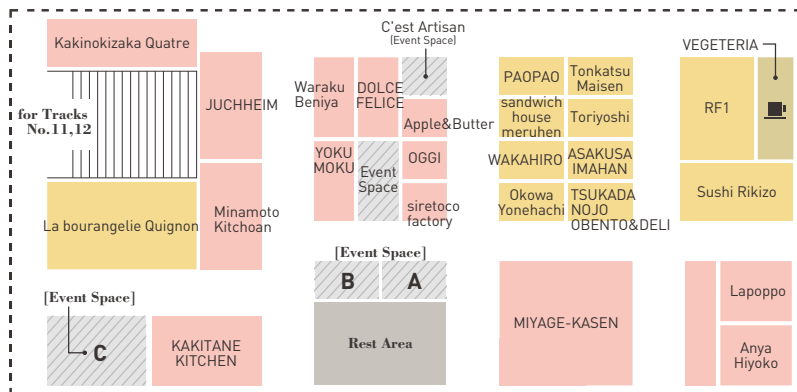 Kakinokizaka Quatre
for Tracks
No.11,12
JUCHHEIM
La bourangelie Quignon
Minamoto
Kitchoan
[Event Space]
C
KAKITANE
KITCHEN
C'est Artisan
(Event Space)
Waraku
Beniya
DOLCE
FELICE
Apple&Butter
YOKU
MOKU
Event
Space
OGGI
siretoco
factory
[Event Space]
B
A
Rest Area
PAOPAO
Tonkatsu
Maisen
sandwich
house
meruhen
Toriyoshi
WAKAHIRO
ASAKUSA
IMAHAN
Okowa
Yonehachi
TSUKADA
NOJO
OBENTO&DELI
MIYAGE-KASEN
VEGETERIA
RF1
Sushi Rikizo
Lapoppo
Anya
Hiyoko